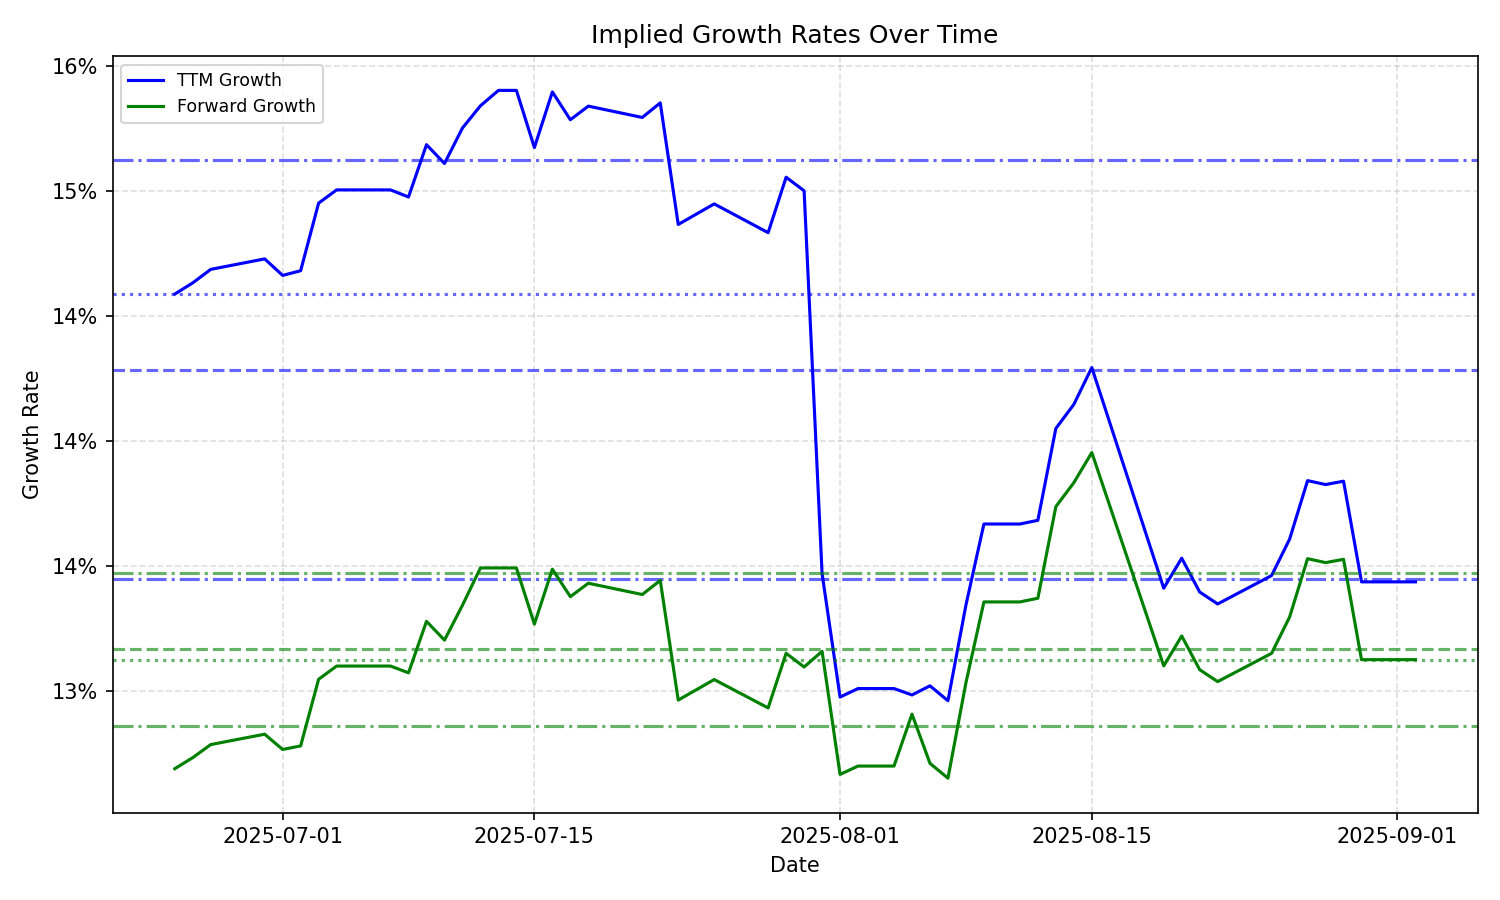 Implied Growth Rates Over Time
TTM Growth
Forward Growth
16%
15%
14%
14%
14%
13%
Growth Rate
2025-07-01
2025-07-15
2025-08-01
2025-08-15
2025-09-01
Date